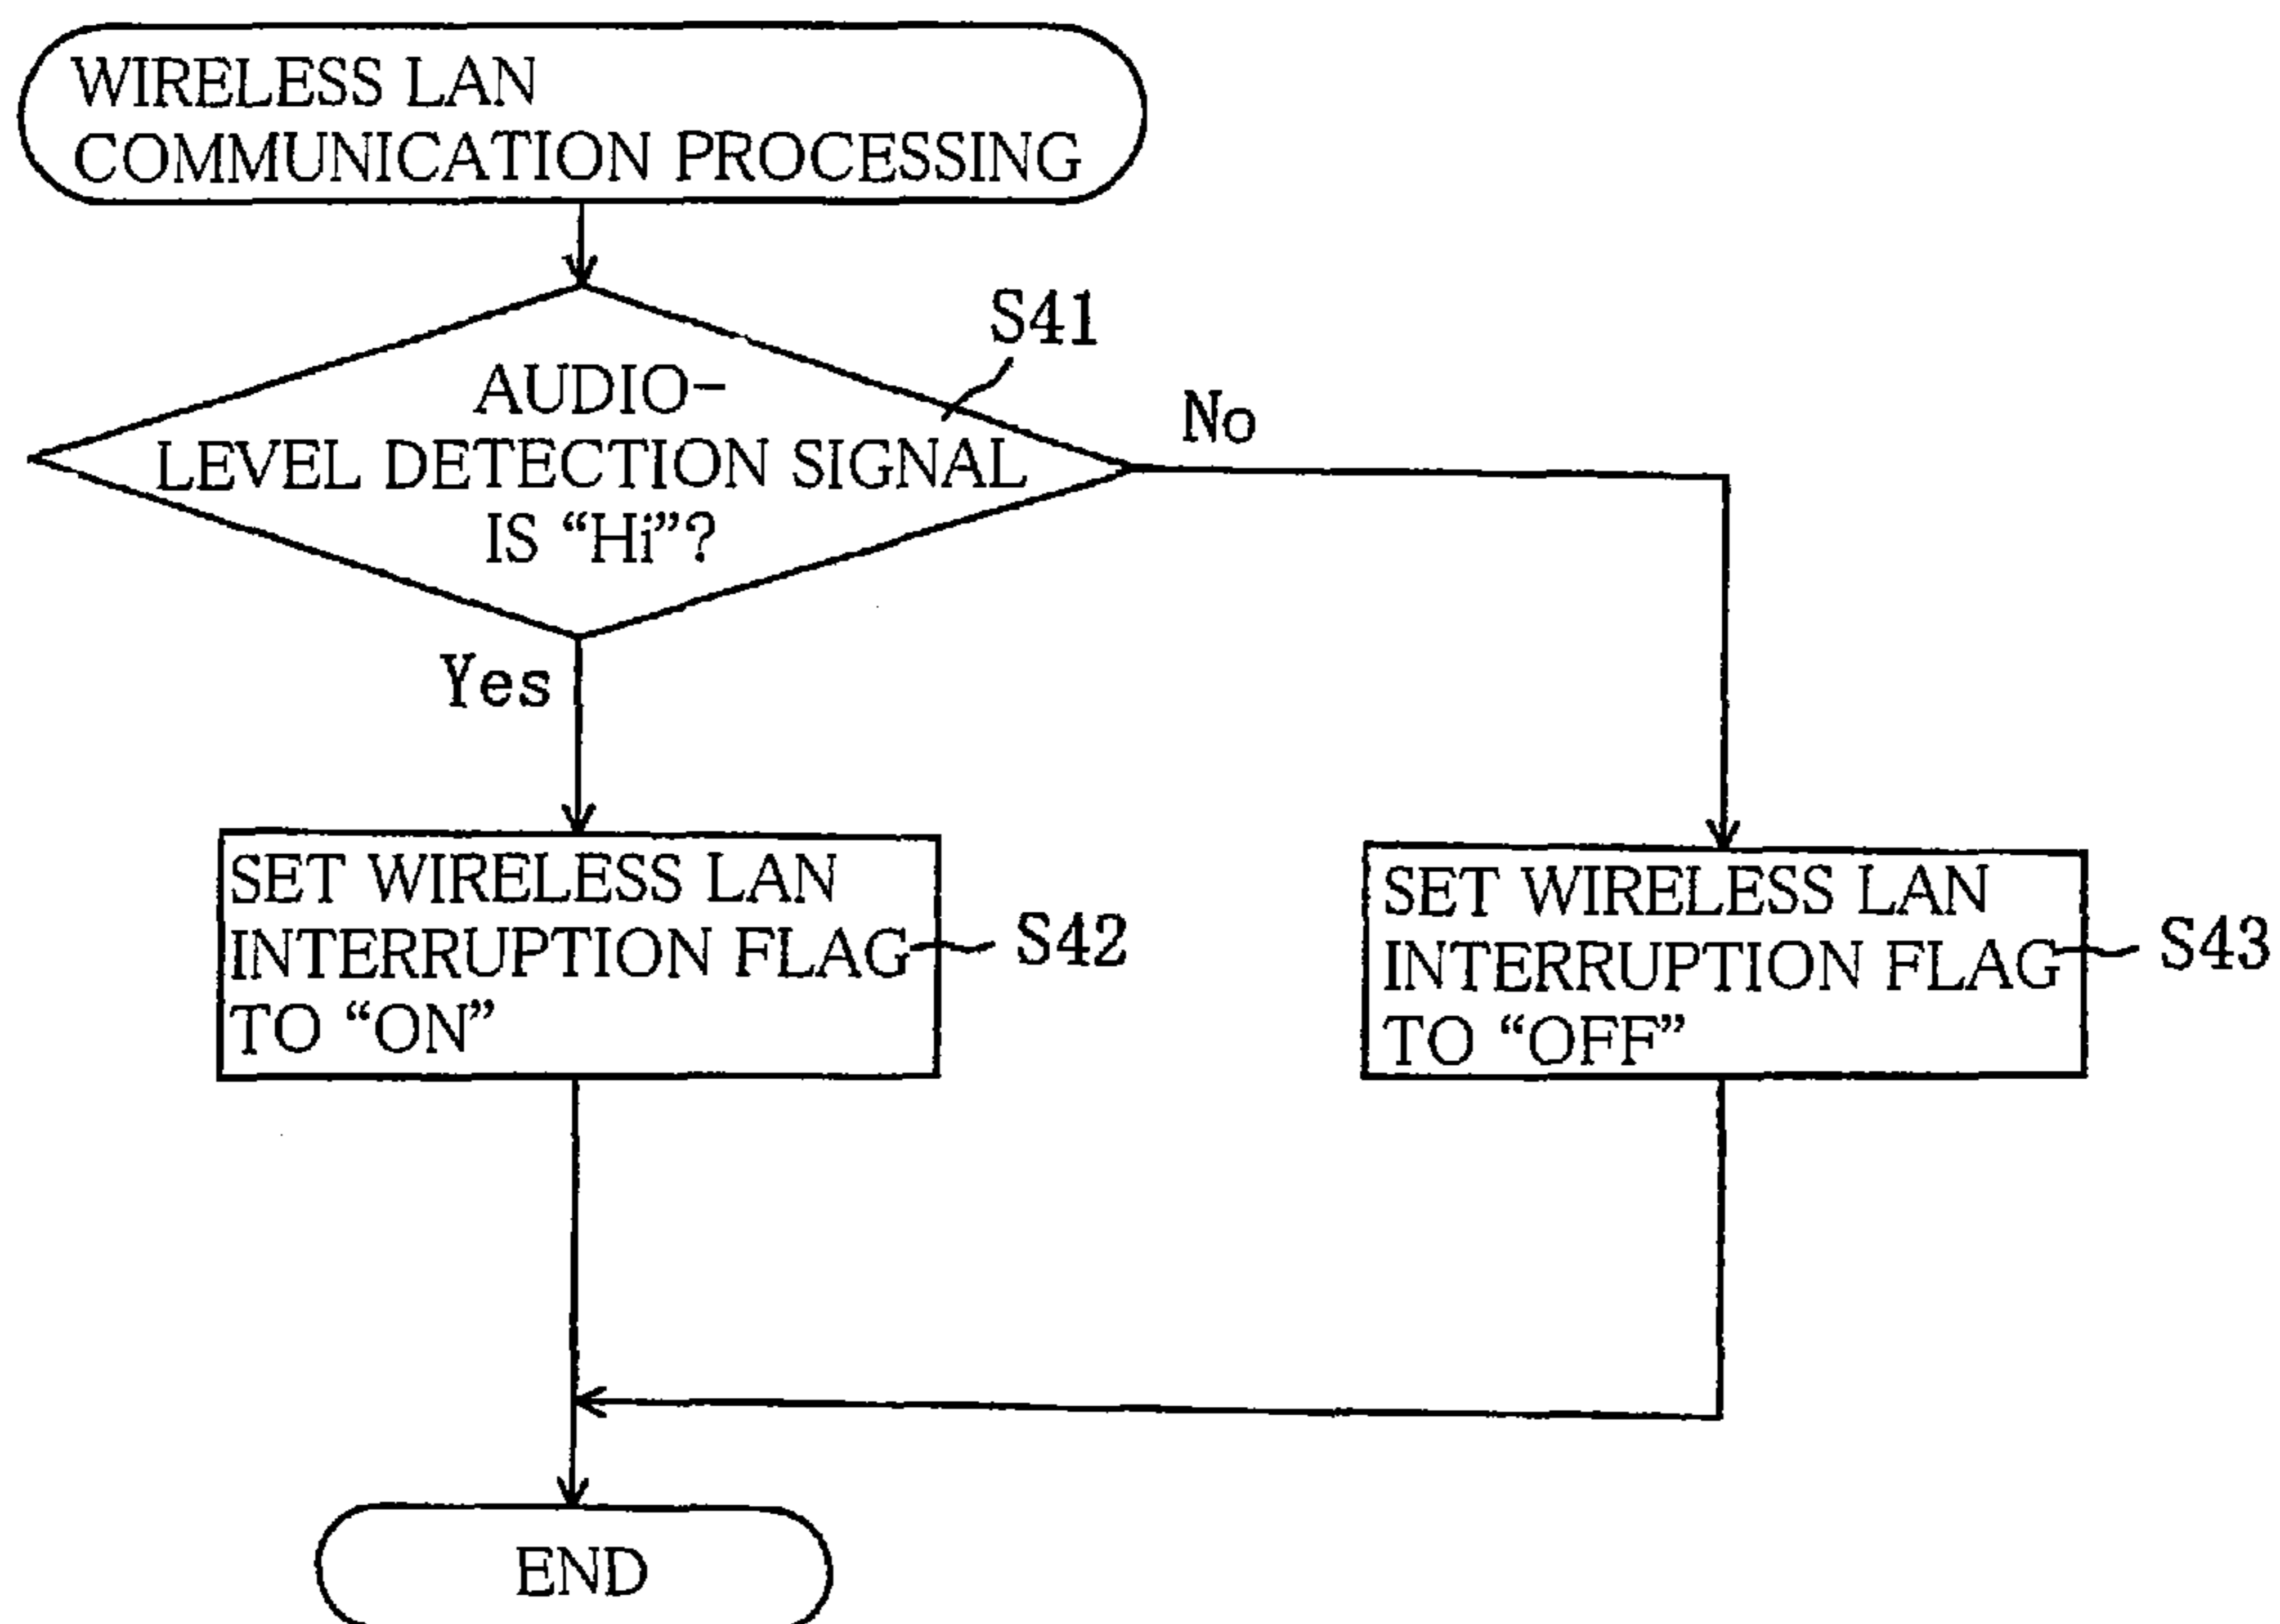 WIRELESS LAN
COMMUNICATION PROCESSING
S41
AUDIO-
LEVEL DETECTION SIGNAL
IS “Hi”?
No
Yes
SET WIRELESS LAN
INTERRUPTION FLAG
TO “ON”
S42
SET WIRELESS LAN
INTERRUPTION FLAG
TO “OFF”
S43
END